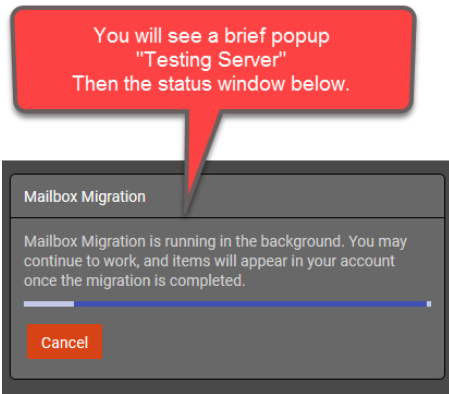 You will see a brief popup
"Testing Server"
Then the status window below.
Mailbox Migration
Mailbox Migration is running in the background. You may
continue to work, and items will appear in your account
once the migration is completed.
Cancel